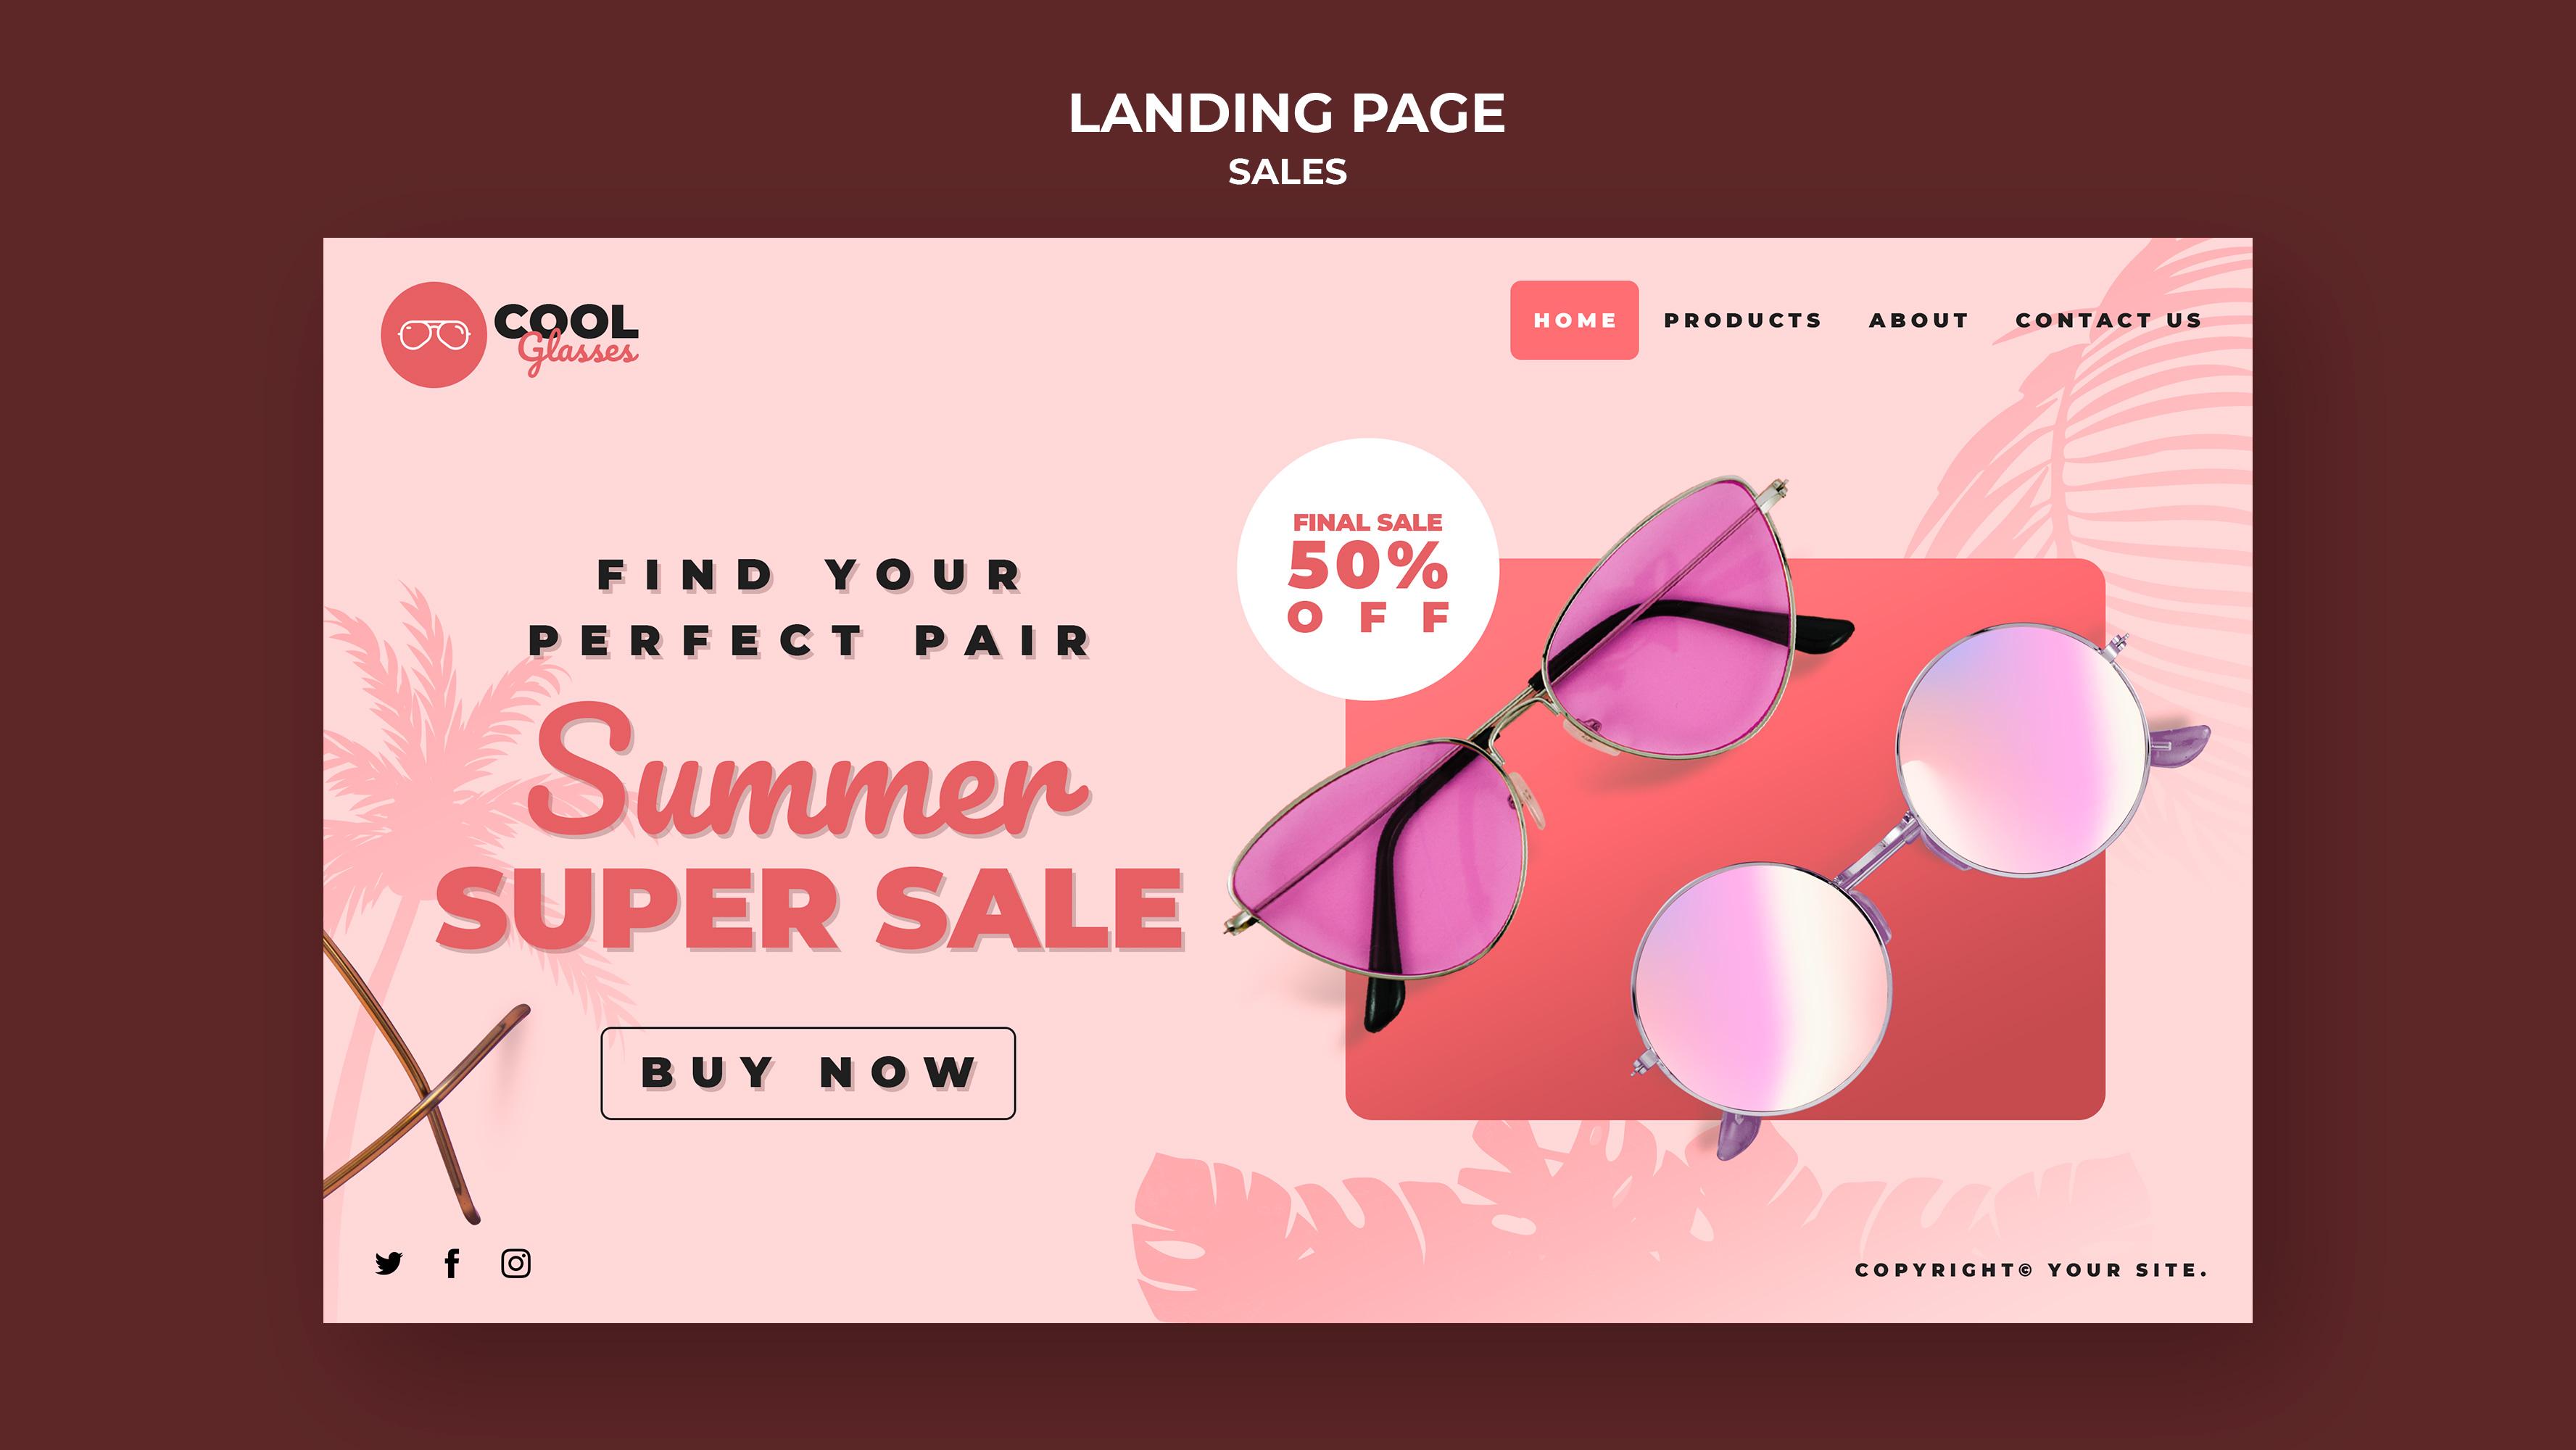 LANDING PAGE
SALES
COOL
Glasses
HOME PRODUCTS ABOUT CONTACT US
FINAL SALE
50%
OFF
FIND YOUR
PERFECT PAIR
Summer
SUPER SALE
BUY NOW
COPYRIGHT© YOUR SITE.